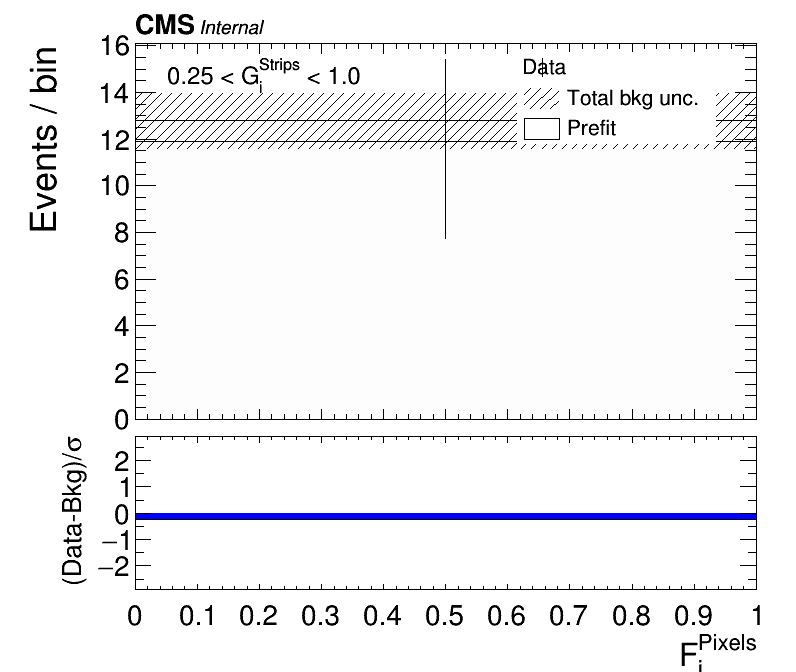 CMS Internal
Events / bin
16
14
12
10
8
6
4
2
0
0.25 < G_i^Strips < 1.0
Data
Total bkg unc.
Prefit
(Data-Bkg)/σ
2
1
0
−1
−2
0 0.1 0.2 0.3 0.4 0.5 0.6 0.7 0.8 0.9 1
F_i^Pixels